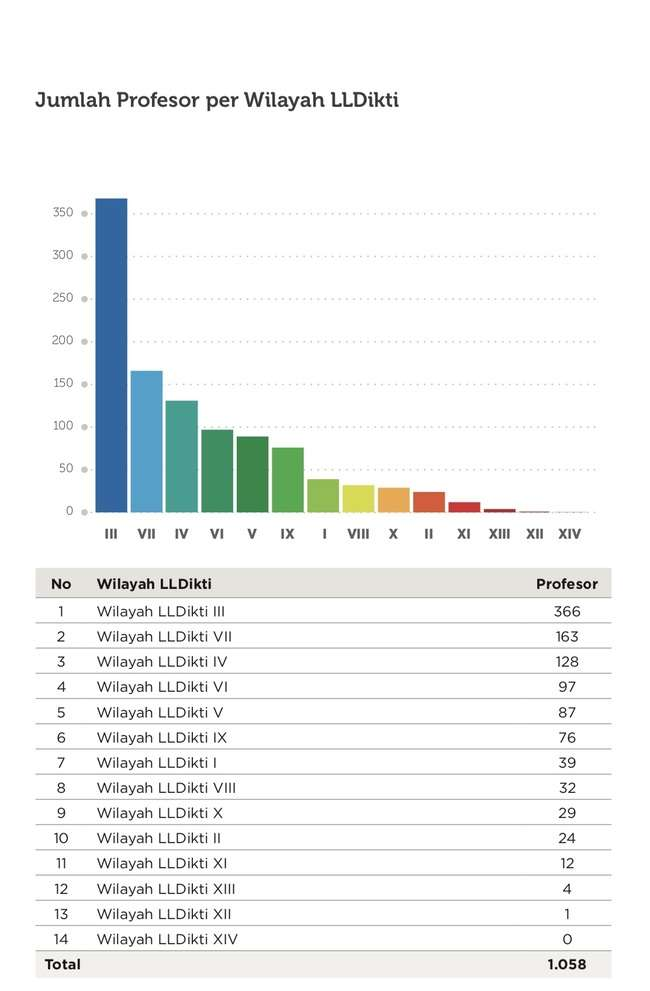 Jumlah Profesor per Wilayah LLDikti
350
300
250
200
150
100
50
0
III VII IV VI V IX I VIII X II XI XIII XII XIV
No Wilayah LLDikti Profesor
1 Wilayah LLDikti III 366
2 Wilayah LLDikti VII 163
3 Wilayah LLDikti IV 128
4 Wilayah LLDikti VI 97
5 Wilayah LLDikti V 87
6 Wilayah LLDikti IX 76
7 Wilayah LLDikti I 39
8 Wilayah LLDikti VIII 32
9 Wilayah LLDikti X 29
10 Wilayah LLDikti II 24
11 Wilayah LLDikti XI 12
12 Wilayah LLDikti XIII 4
13 Wilayah LLDikti XII 1
14 Wilayah LLDikti XIV 0
Total 1.058